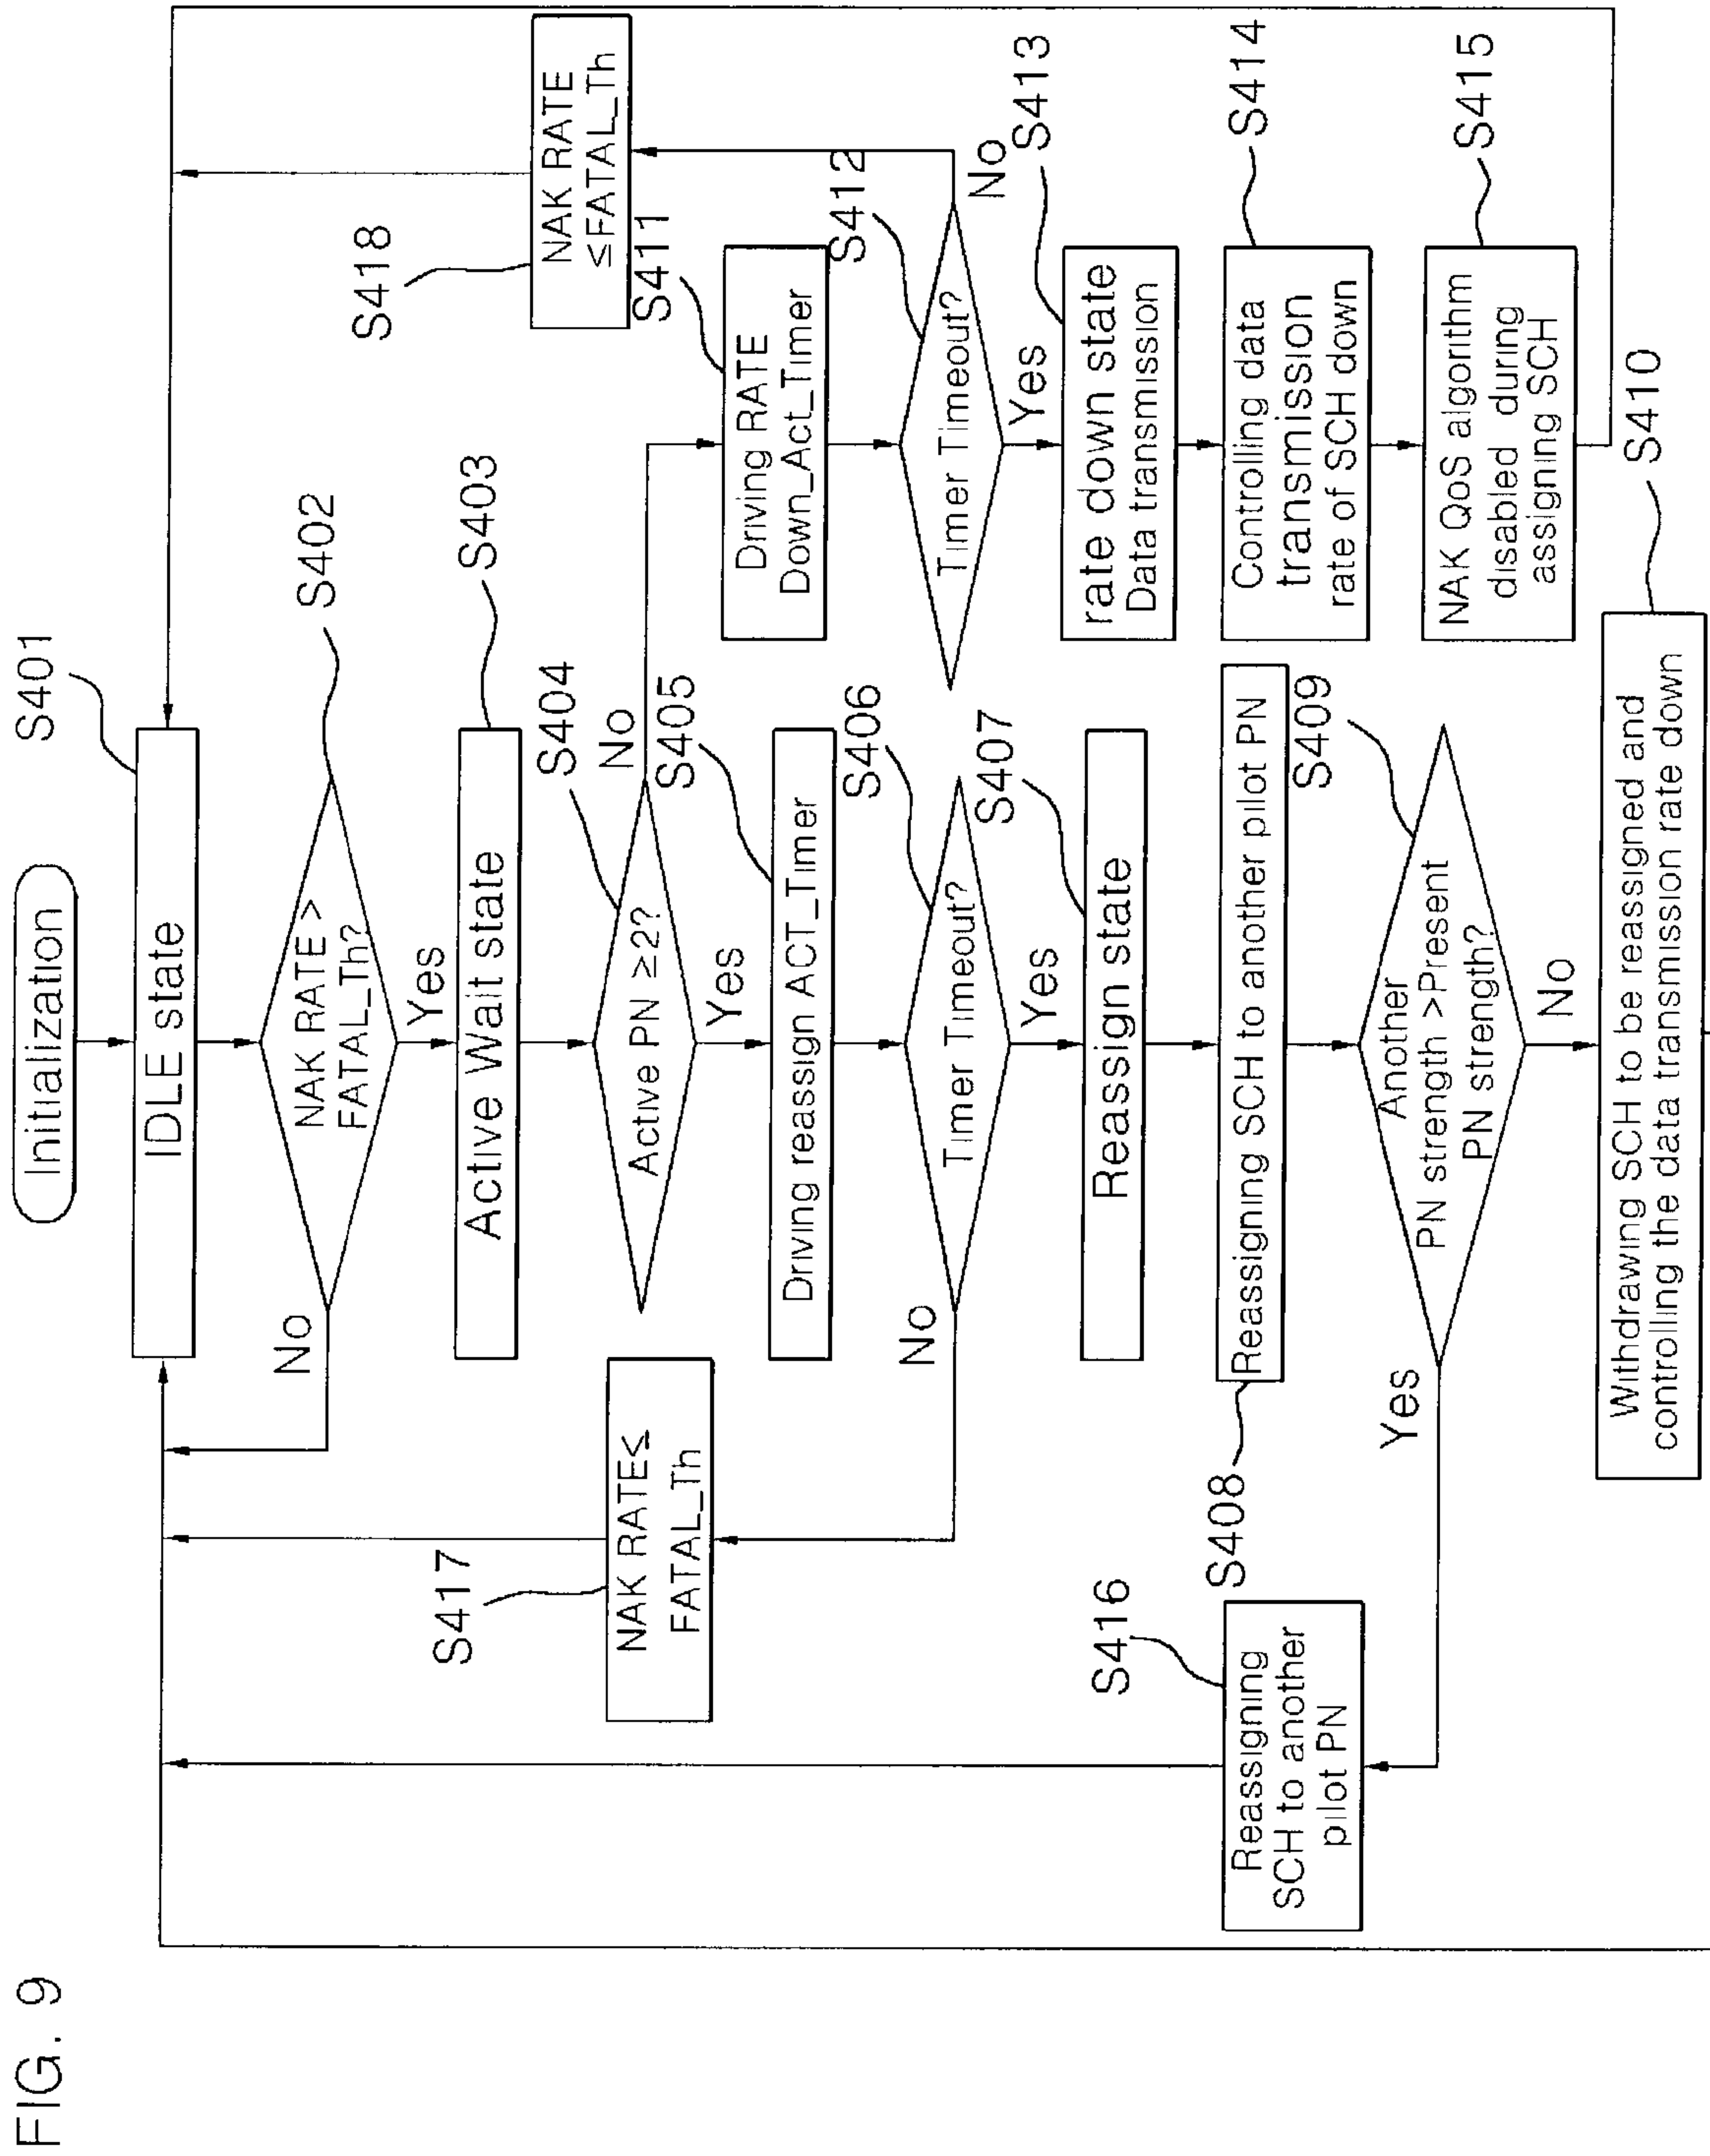 FIG. 9
Initialization
S401
IDLE state
S402
NAK RATE >
FATAL_Th?
No
Yes
S403
Active Wait state
S404
Active PN ≥2?
No
Yes
S405
Driving reassign ACT_Timer
S406
Timer Timeout?
No
Yes
S407
Reassign state
S408
Reassigning SCH to another pilot PN
S409
Another
PN strength >Present
PN strength?
Yes
No
S410
Withdrawing SCH to be reassigned and
controlling the data transmission rate down
S411
Driving RATE
Down_Act_Timer
S412
Timer Timeout?
No
Yes
S413
rate down state
Data transmission
S414
Controlling data
transmission
rate of SCH down
S415
NAK QoS algorithm
disabled during
assigning SCH
S416
Reassigning
SCH to another
pilot PN
S417
NAK RATE≤
FATAL_Th
S418
NAK RATE
≤FATAL_Th